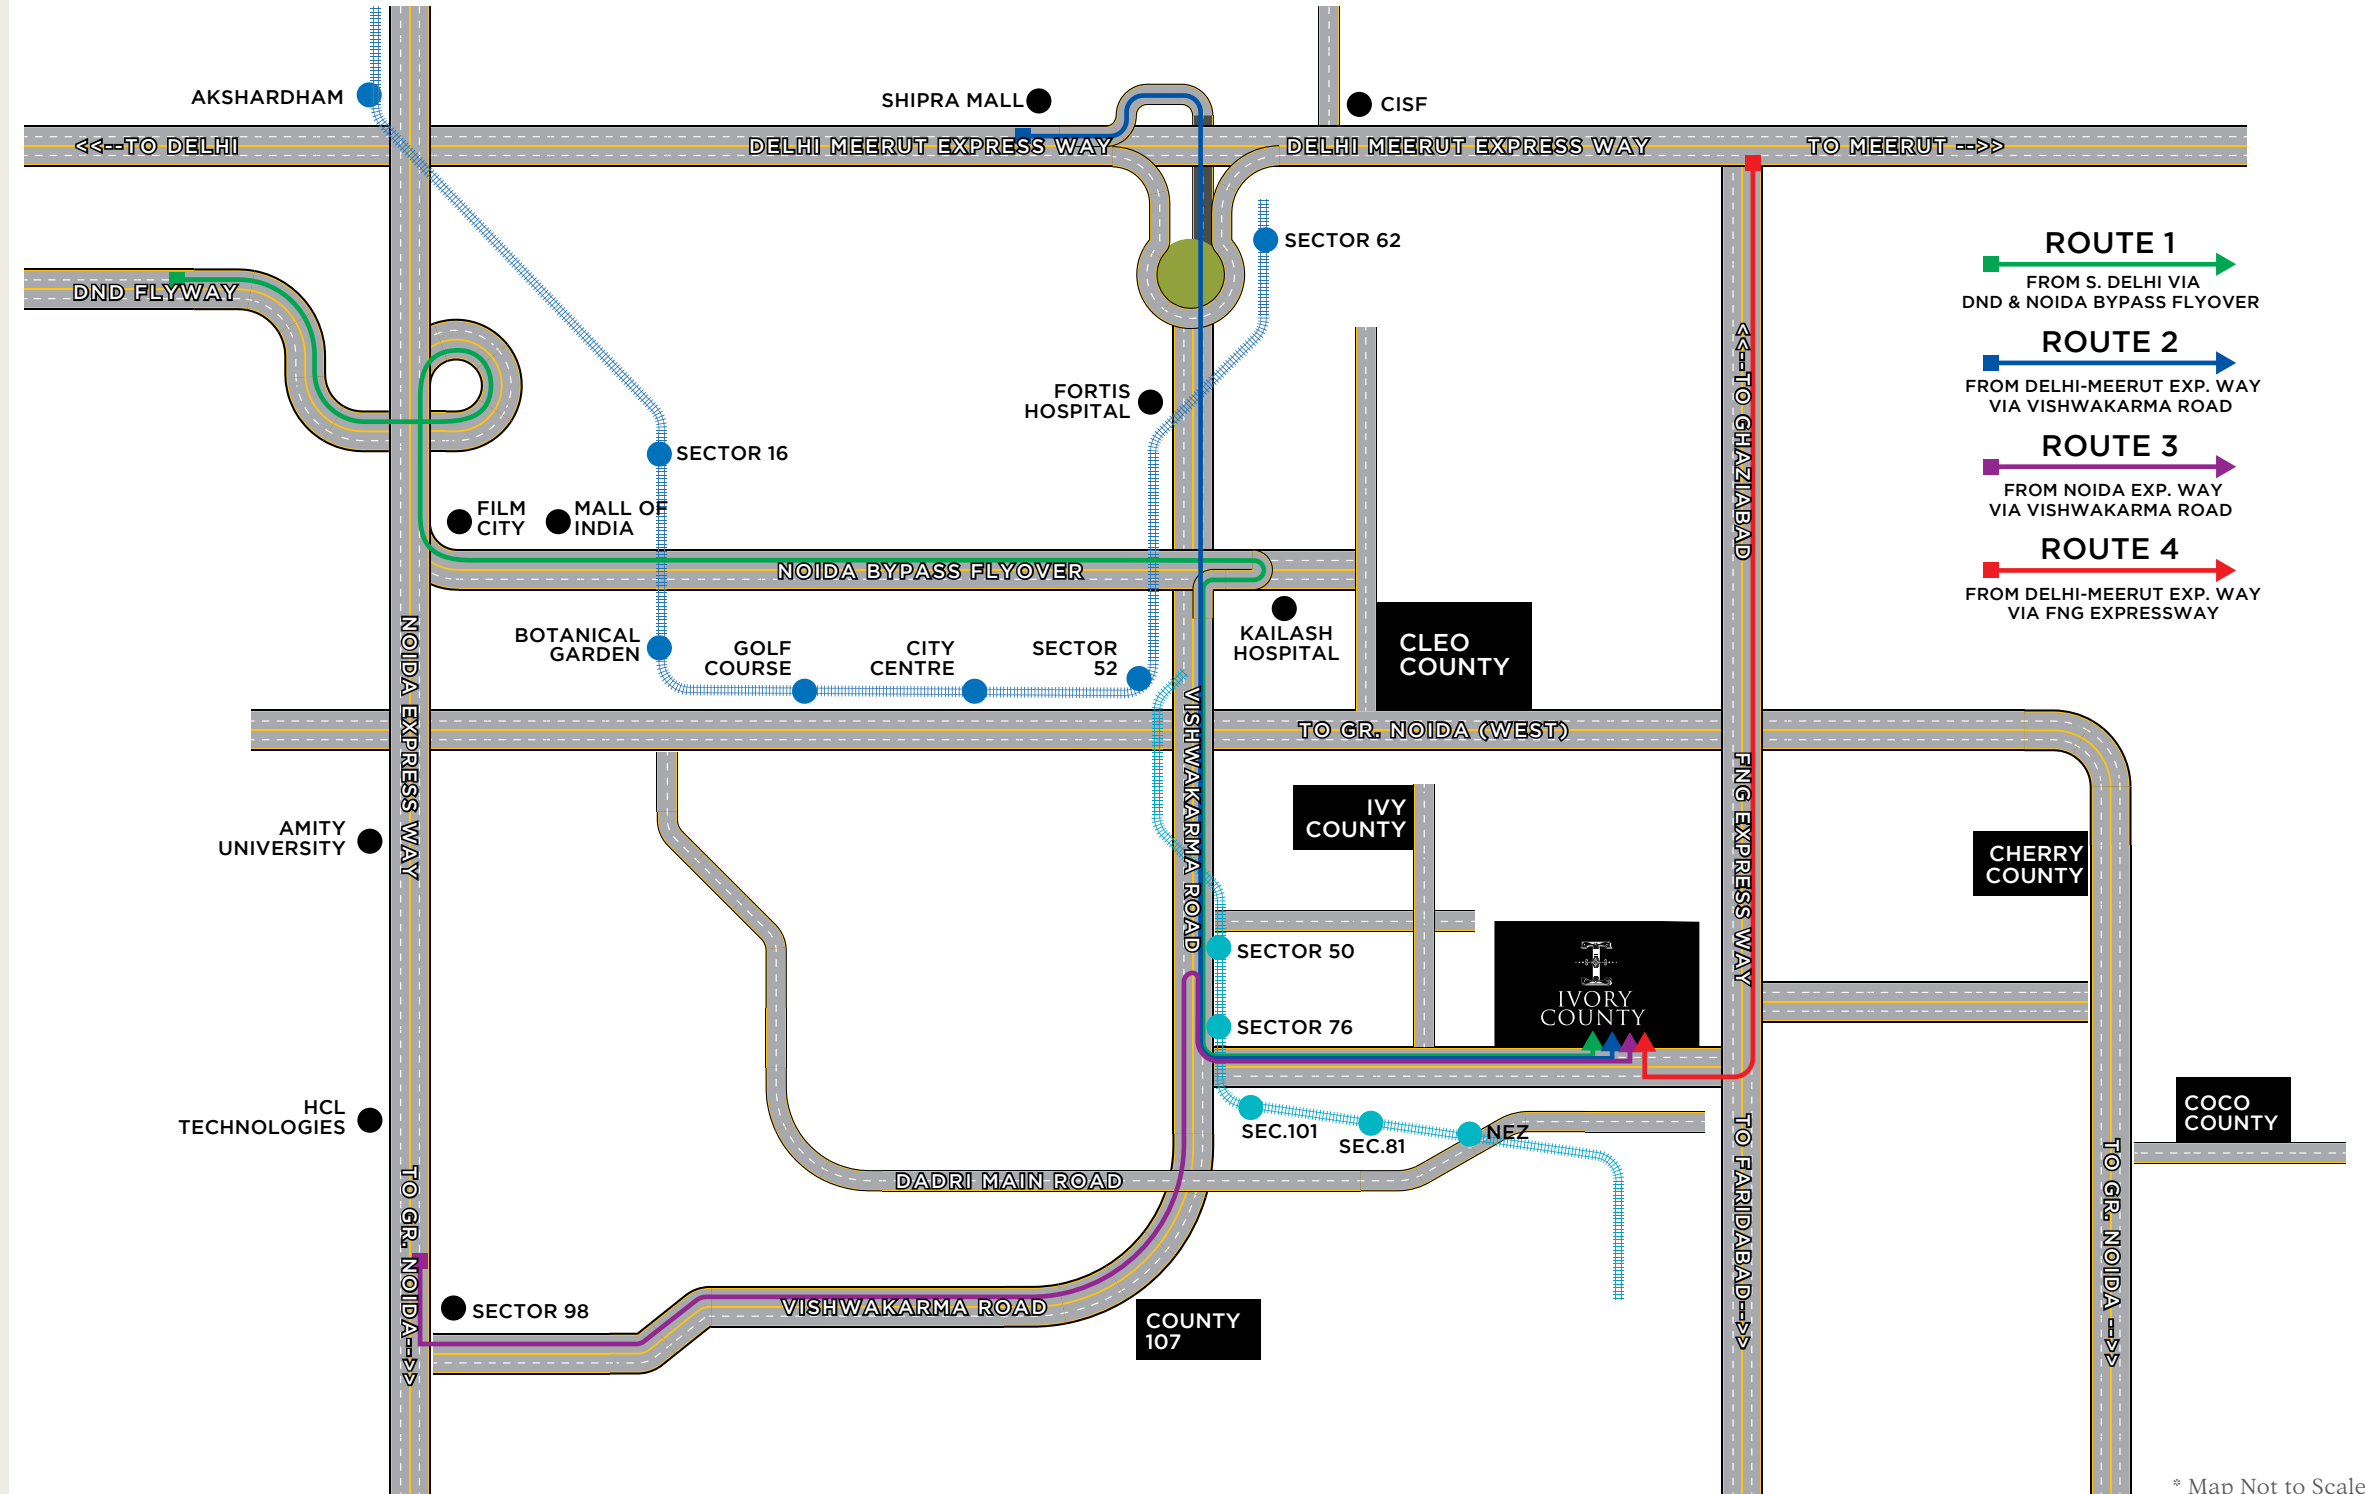 AKSHARDHAM
SHIPRA MALL
CISF
<<--TO DELHI
DELHI MEERUT EXPRESS WAY
DELHI MEERUT EXPRESS WAY
TO MEERUT -->>
SECTOR 62
DND FLYWAY
ROUTE 1
FROM S. DELHI VIA
DND & NOIDA BYPASS FLYOVER
ROUTE 2
FROM DELHI-MEERUT EXP. WAY
VIA VISHWAKARMA ROAD
ROUTE 3
FROM NOIDA EXP. WAY
VIA VISHWAKARMA ROAD
ROUTE 4
FROM DELHI-MEERUT EXP. WAY
VIA FNG EXPRESSWAY
<<--TO GHAZIABAD
FORTIS
HOSPITAL
SECTOR 16
FILM
CITY
MALL OF
INDIA
NOIDA BYPASS FLYOVER
BOTANICAL
GARDEN
GOLF
COURSE
CITY
CENTRE
SECTOR
52
KAILASH
HOSPITAL
CLEO
COUNTY
NOIDA EXPRESS WAY
VISHWAKARMA ROAD
TO GR. NOIDA (WEST)
FNG EXPRESS WAY
IVY
COUNTY
AMITY
UNIVERSITY
CHERRY
COUNTY
SECTOR 50
SECTOR 76
IVORY
COUNTY
HCL
TECHNOLOGIES
SEC.101
SEC.81
NEZ
COCO
COUNTY
DADRI MAIN ROAD
TO GR. NOIDA-->>
TO FARIDABAD-->>
TO GR. NOIDA -->>
SECTOR 98
VISHWAKARMA ROAD
COUNTY
107
* Map Not to Scale